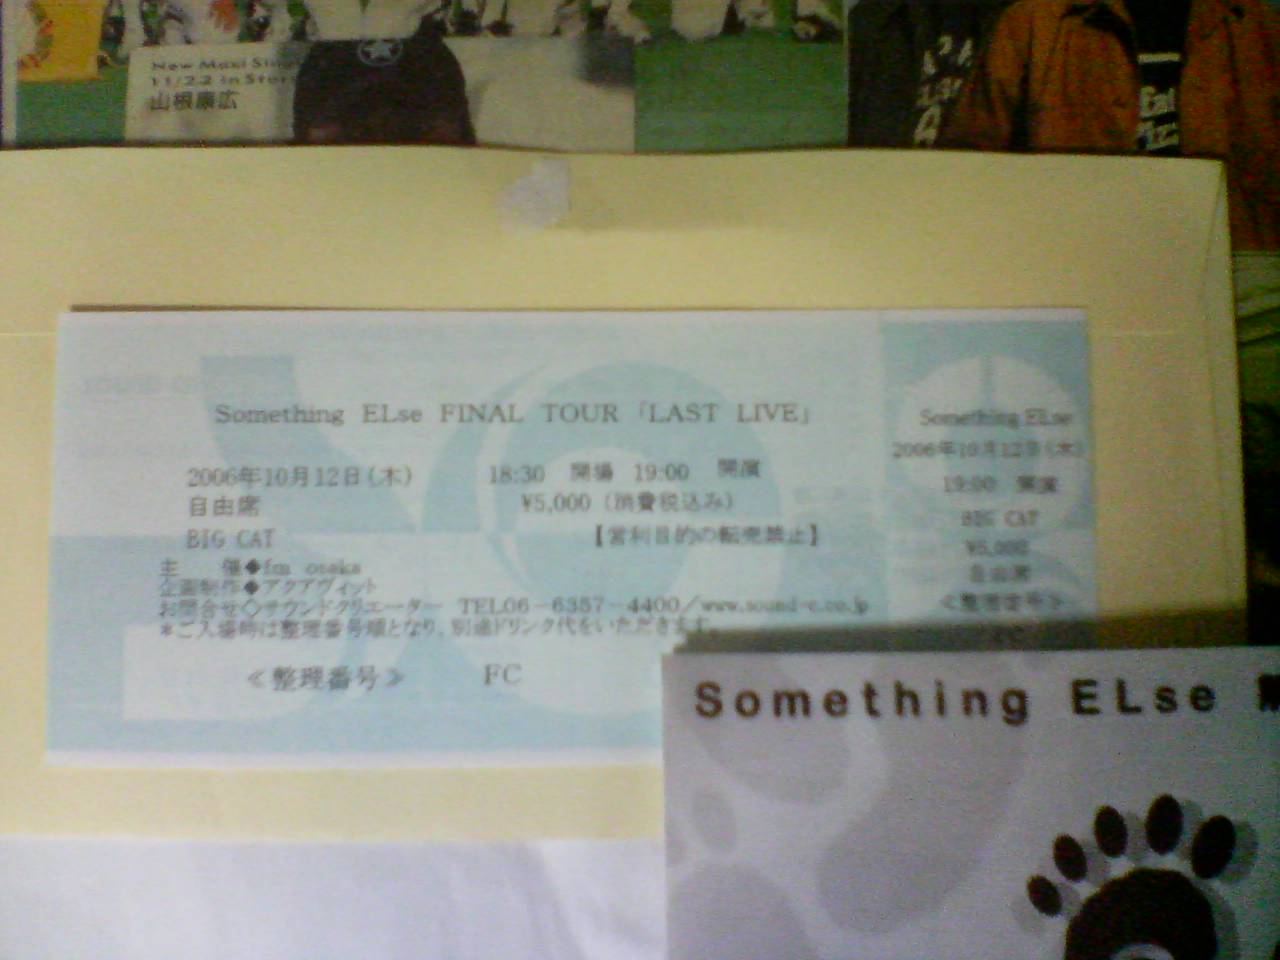 New Maxi Sing
11/22 in Stor
山根康広
Eat
Something ELse FINAL TOUR 「LAST LIVE」
2006年10月12日(木) 18:30 開場 19:00 開演
自由席 ¥5,000 (消費税込み)
BIG CAT 【営利目的の転売禁止】
主 催◆fm osaka
企画制作◆アクアヴィット
お問合せ◇サウンドクリエーター TEL06-6357-4400/www.sound-c.co.jp
*ご入場時は整理番号順となり、別途ドリンク代をいただきます。
≪整理番号≫ FC
Something ELse
2006年10月12日(木)
19:00 開演
BIG CAT
¥5,000
自由席
≪整理番号≫
Something ELse